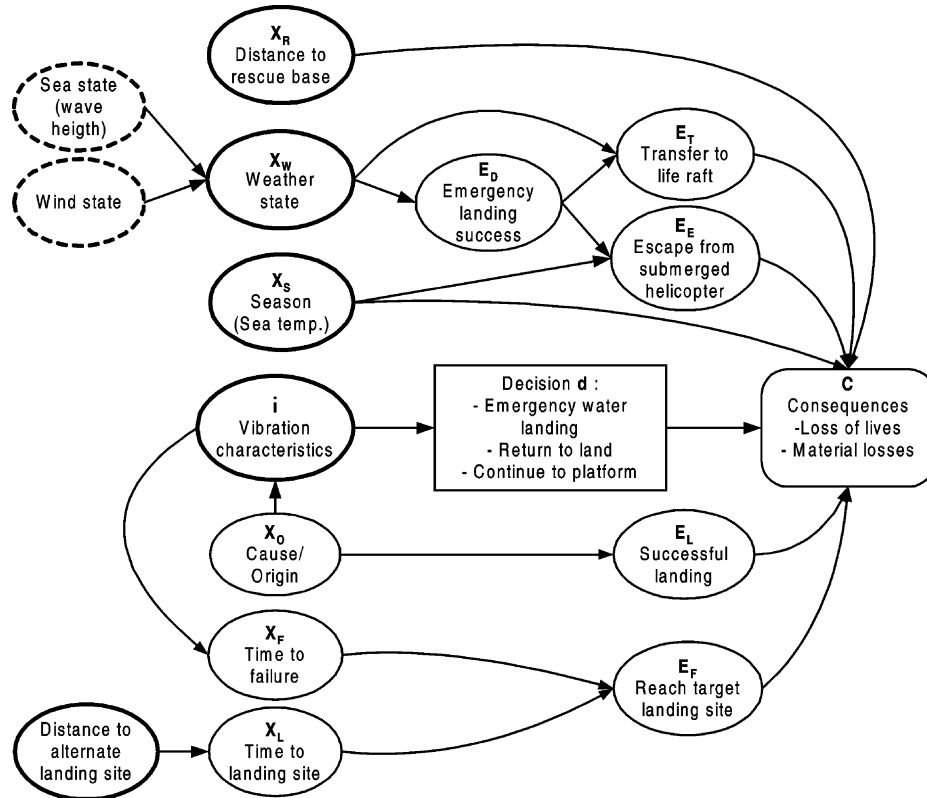 X_R
Distance to
rescue base
Sea state
(wave
heigth)
Wind state
X_W
Weather
state
E_D
Emergency
landing
success
E_T
Transfer to
life raft
E_E
Escape from
submerged
helicopter
X_S
Season
(Sea temp.)
i
Vibration
characteristics
Decision d :
- Emergency water
landing
- Return to land
- Continue to platform
C
Consequences
-Loss of lives
- Material losses
X_O
Cause/
Origin
E_L
Successful
landing
X_F
Time to
failure
E_F
Reach target
landing site
Distance to
alternate
landing site
X_L
Time to
landing site